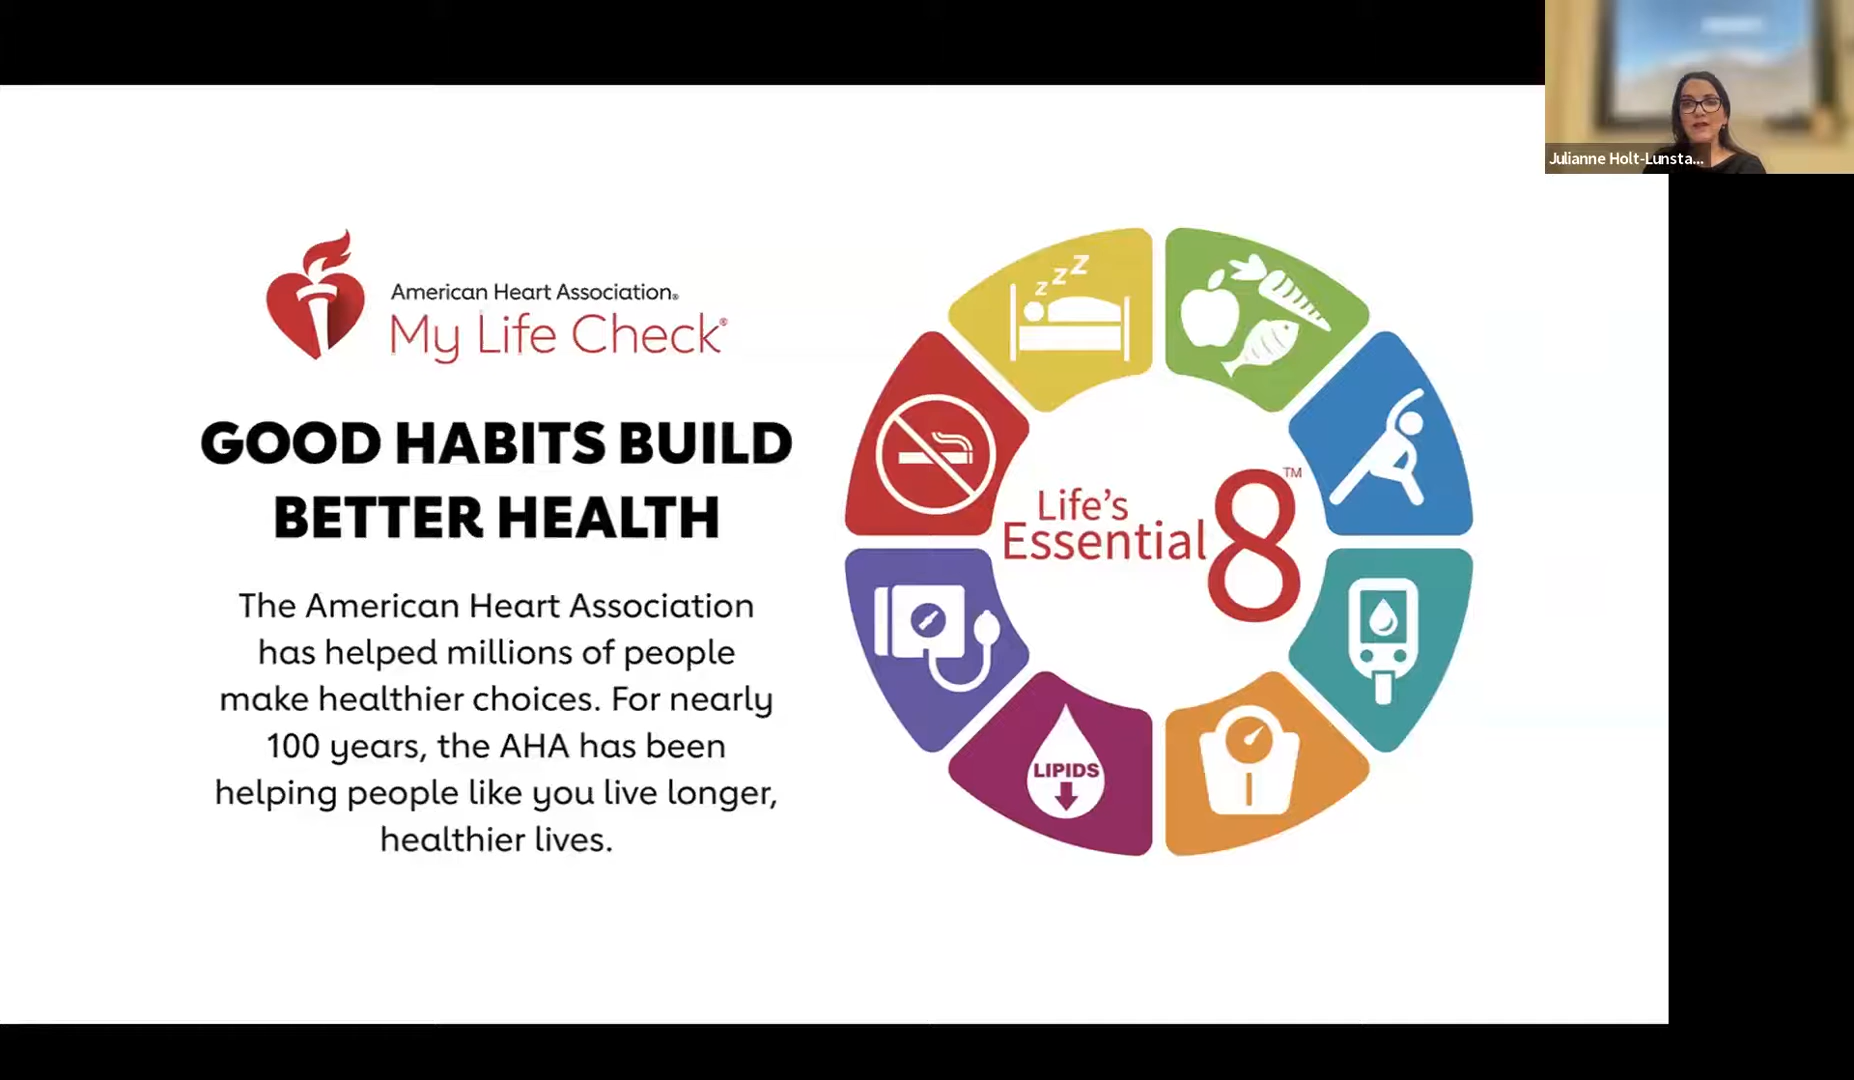 Julianne Holt-Lunsta...
American Heart Association®
My Life Check®
GOOD HABITS BUILD
BETTER HEALTH
The American Heart Association
has helped millions of people
make healthier choices. For nearly
100 years, the AHA has been
helping people like you live longer,
healthier lives.
z z Z
Life's
Essential 8™
LIPIDS